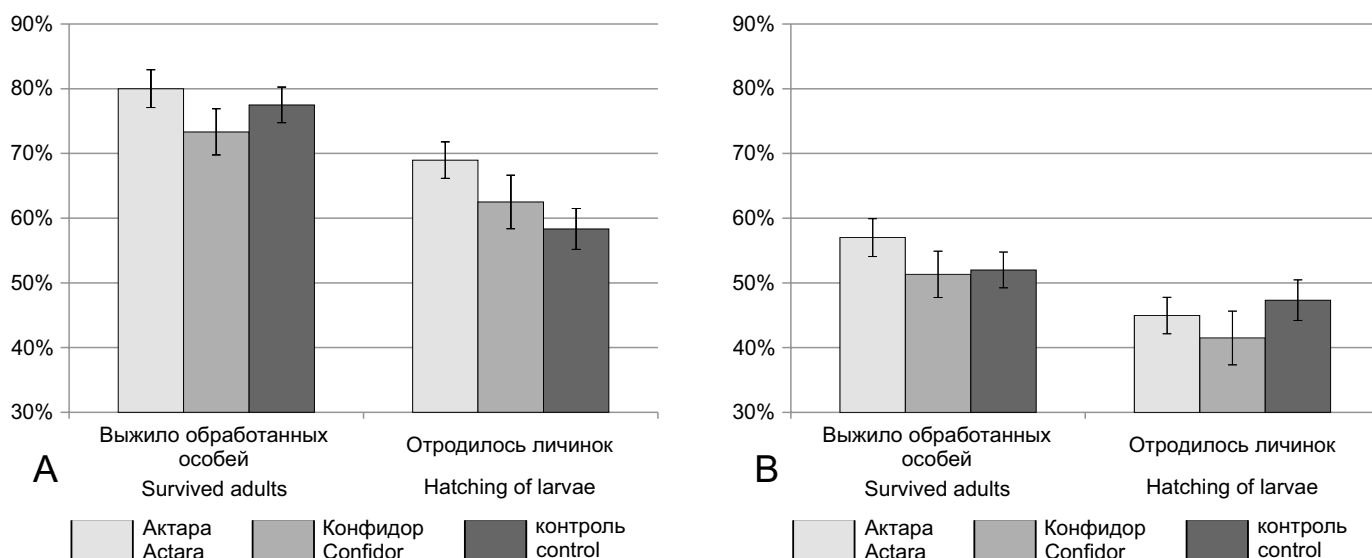 90%
80%
70%
60%
50%
40%
30%
Выжило обработанных
особей
Survived adults
Отродилось личинок
Hatching of larvae
A
Актара
Actara
Конфидор
Confidor
контроль
control
90%
80%
70%
60%
50%
40%
30%
Выжило обработанных
особей
Survived adults
Отродилось личинок
Hatching of larvae
B
Актара
Actara
Конфидор
Confidor
контроль
control